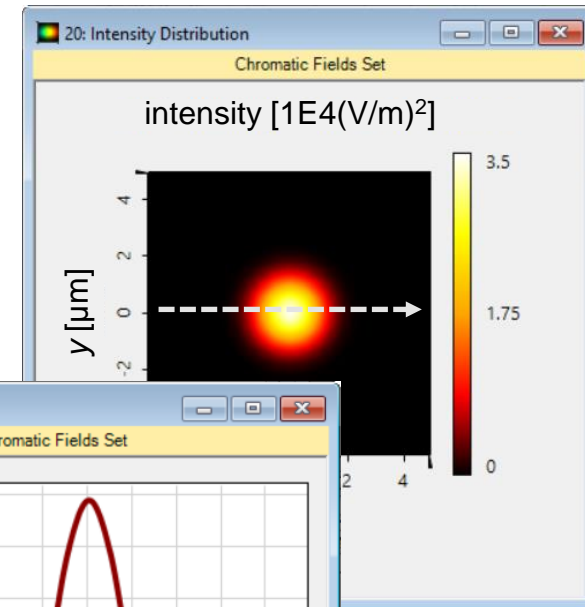 20: Intensity Distribution
Chromatic Fields Set
intensity [1E4(V/m)²]
3.5
4
2
y [µm]
0
1.75
-2
Fields Set
2
4
0